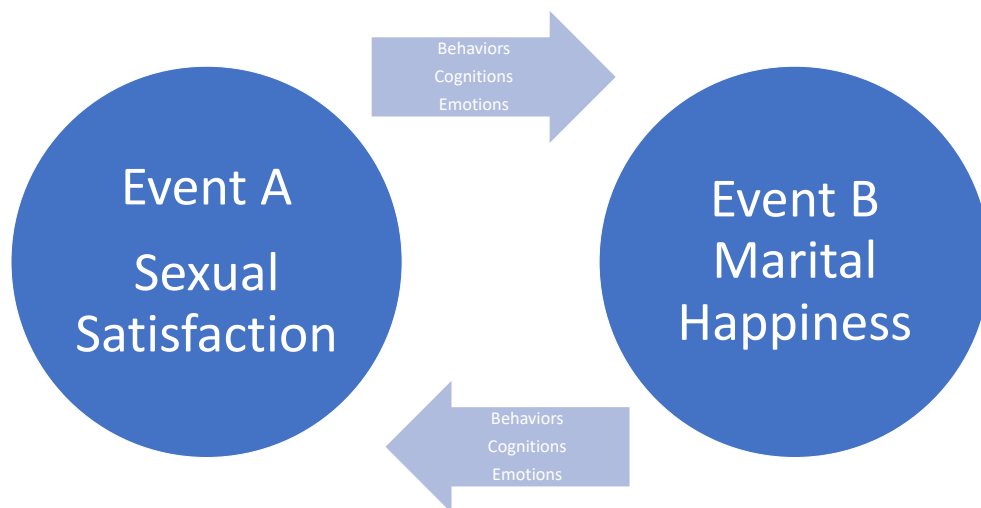 Behaviors
Cognitions
Emotions
Event A
Sexual
Satisfaction
Event B
Marital
Happiness
Behaviors
Cognitions
Emotions